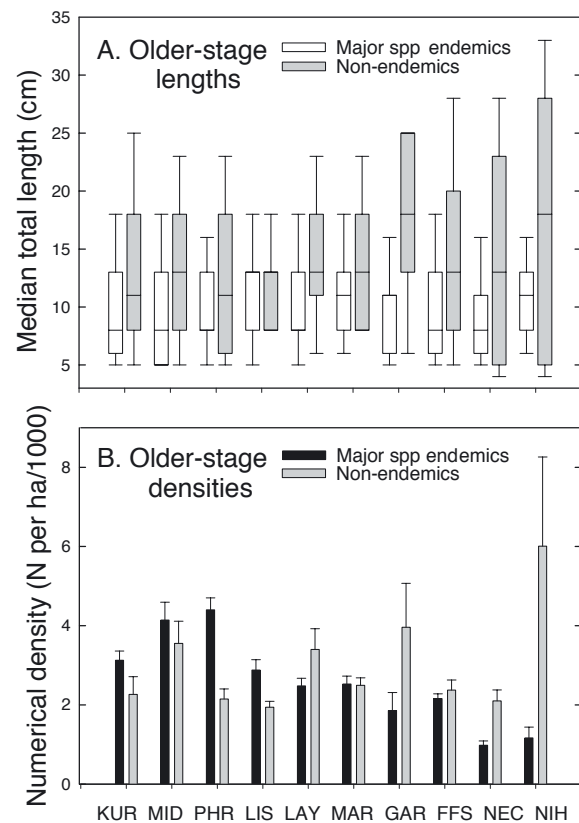 A. Older-stage
lengths
Major spp endemics
Non-endemics
Median total length (cm)
35
30
25
20
15
10
5
B. Older-stage
densities
Major spp endemics
Non-endemics
Numerical density (N per ha/1000)
8
6
4
2
0
KUR MID PHR LIS LAY MAR GAR FFS NEC NIH